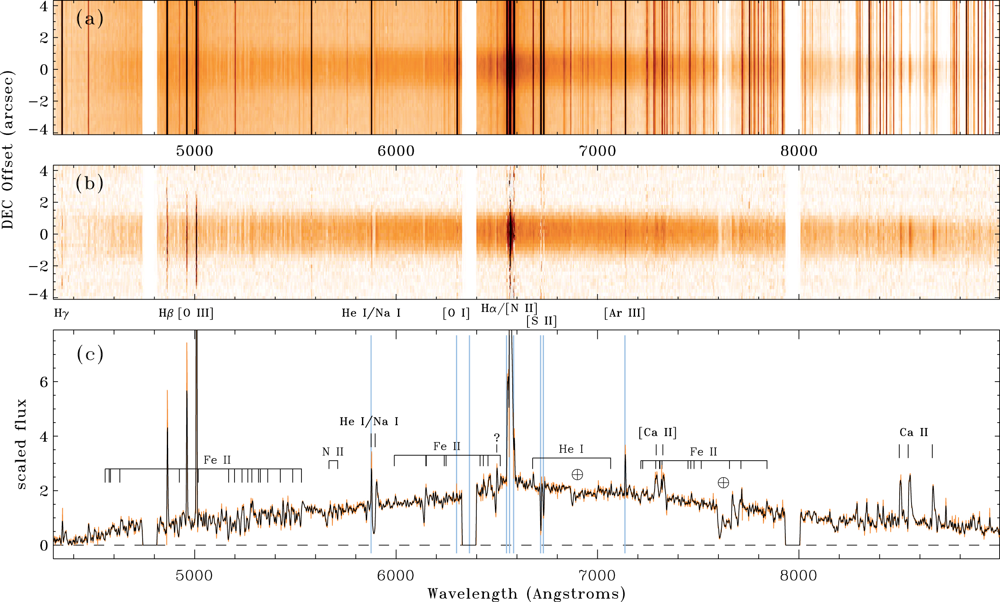 4
(a)
2
0
−2
−4
5000 6000 7000 8000
DEC Offset (arcsec)
4
(b)
2
0
−2
−4
Hγ Hβ [O III] He I/Na I [O I] Hα/[N II] [S II] [Ar III]
(c)
6
He I/Na I
4
[Ca II] Ca II
?
Fe II N II Fe II He I Fe II
2
0
scaled flux
5000 6000 7000 8000
Wavelength (Angstroms)